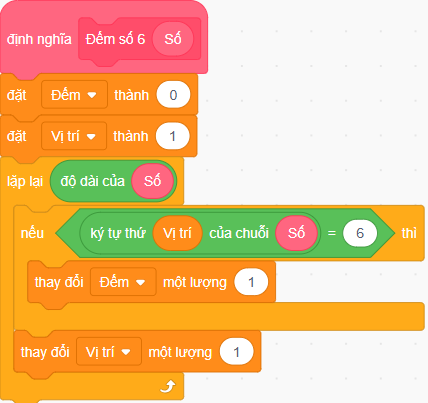 định nghĩa Đếm số 6 Số
đặt Đếm thành 0
đặt Vị trí thành 1
lặp lại độ dài của Số
nếu ký tự thứ Vị trí của chuỗi Số = 6 thì
thay đổi Đếm một lượng 1
thay đổi Vị trí một lượng 1